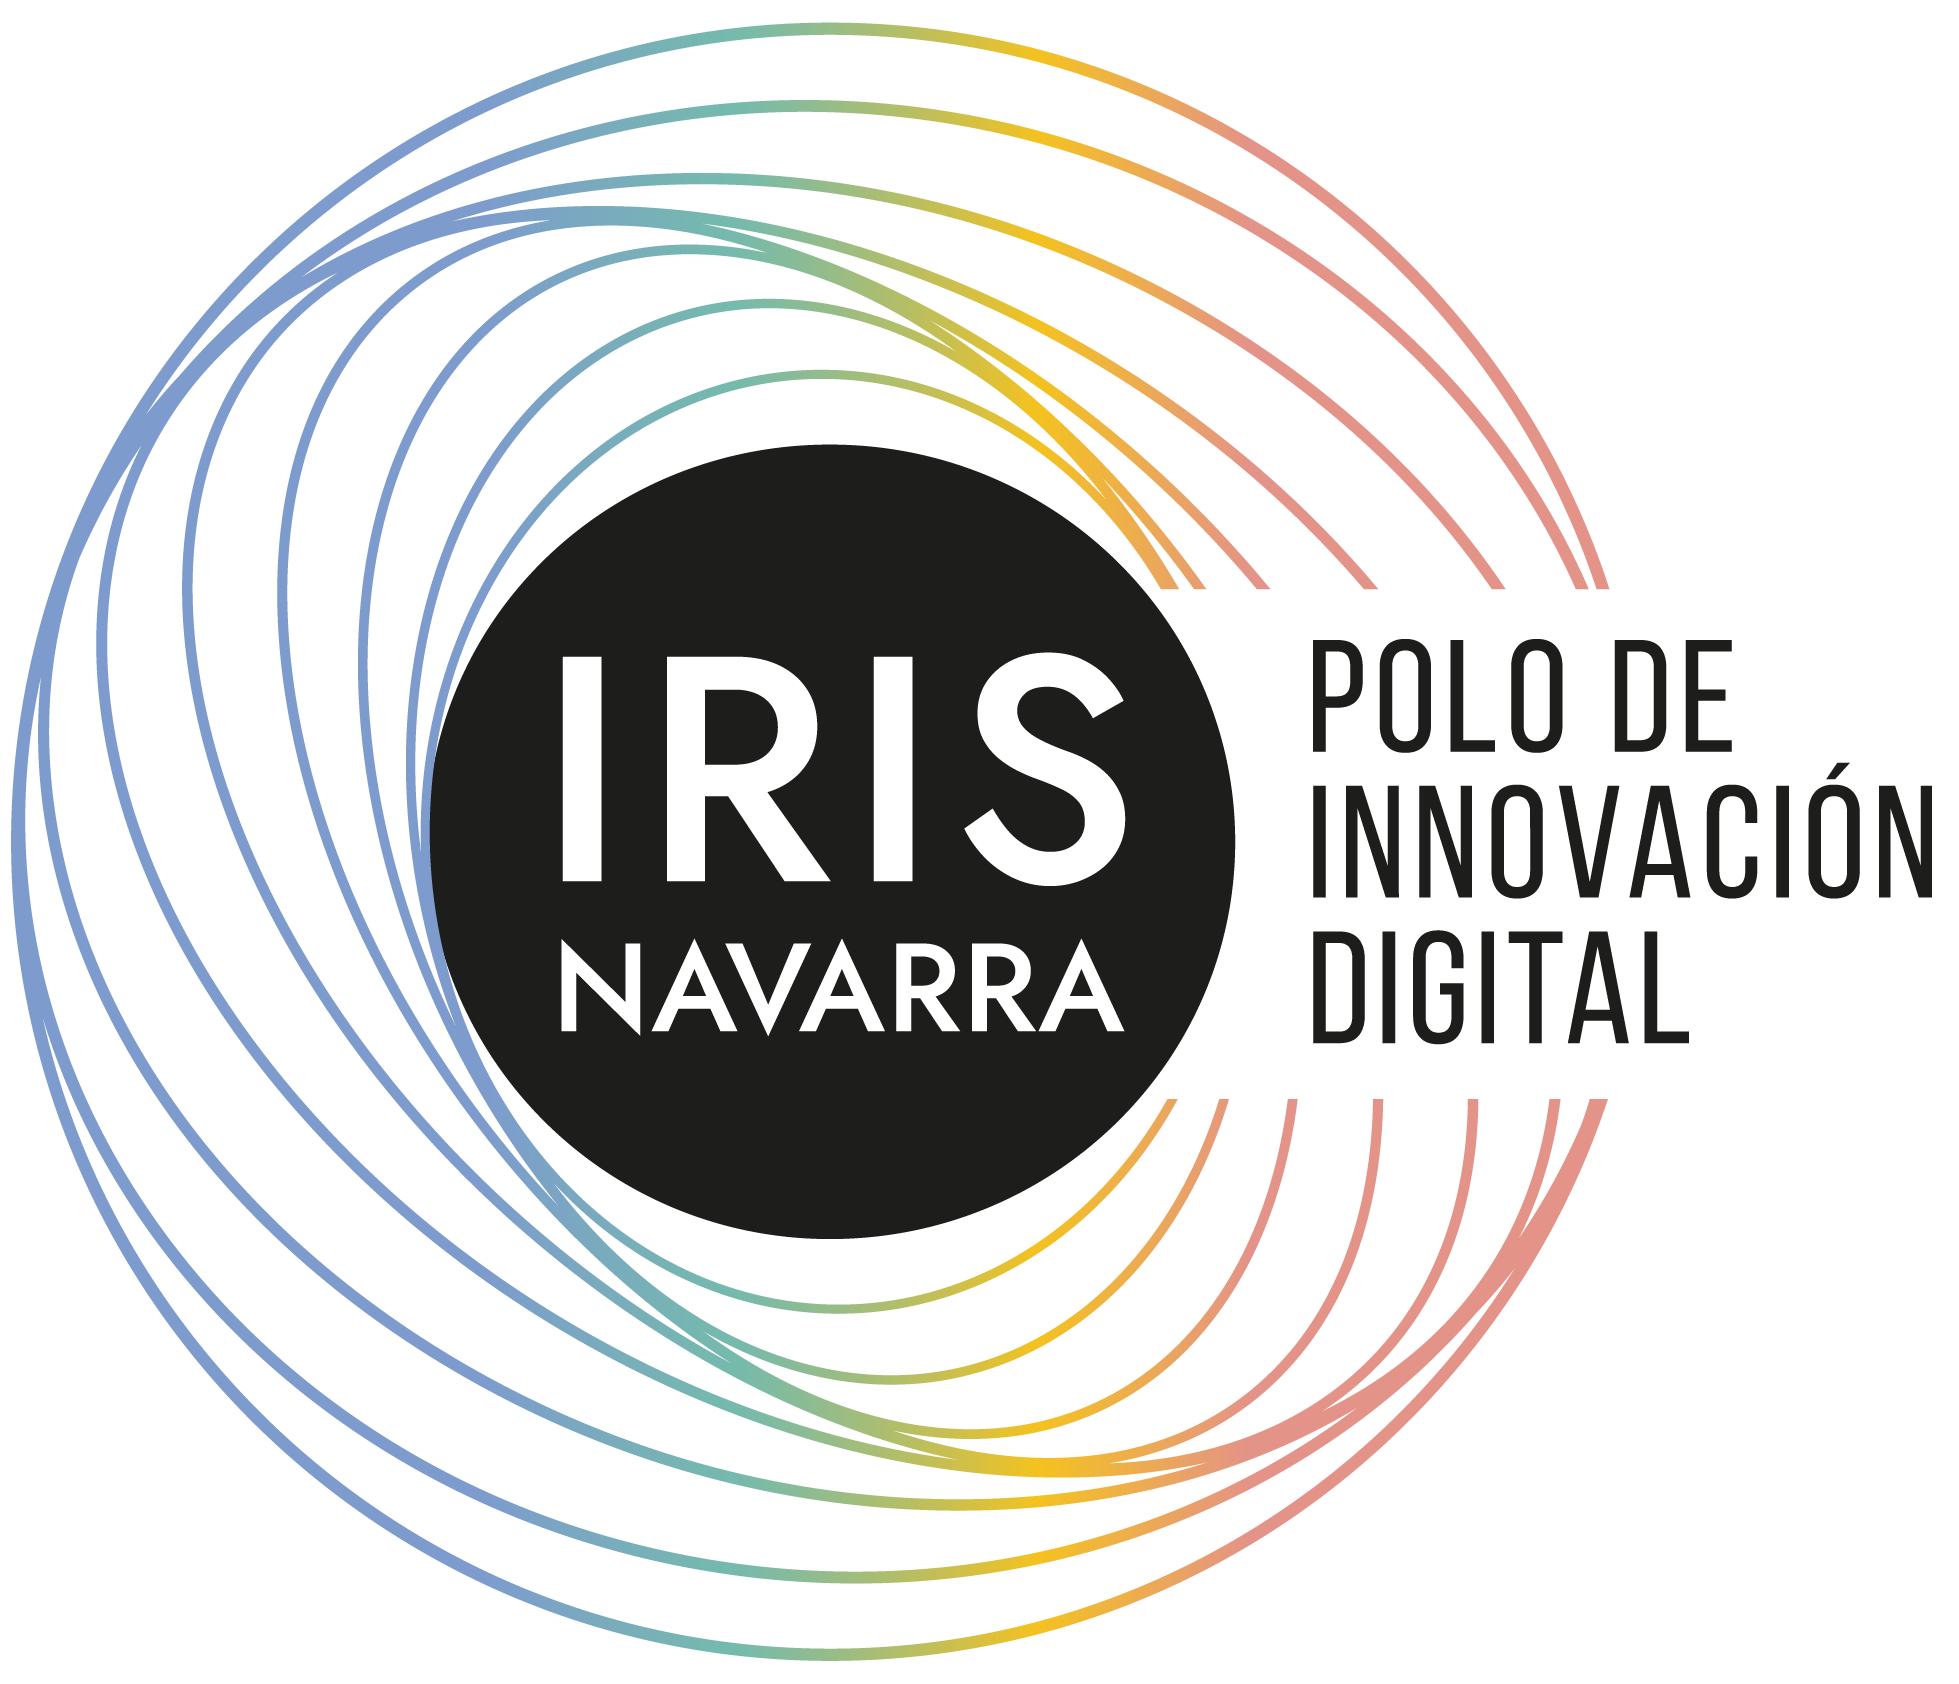 IRIS
NAVARRA
POLO DE
INNOVACIÓN
DIGITAL